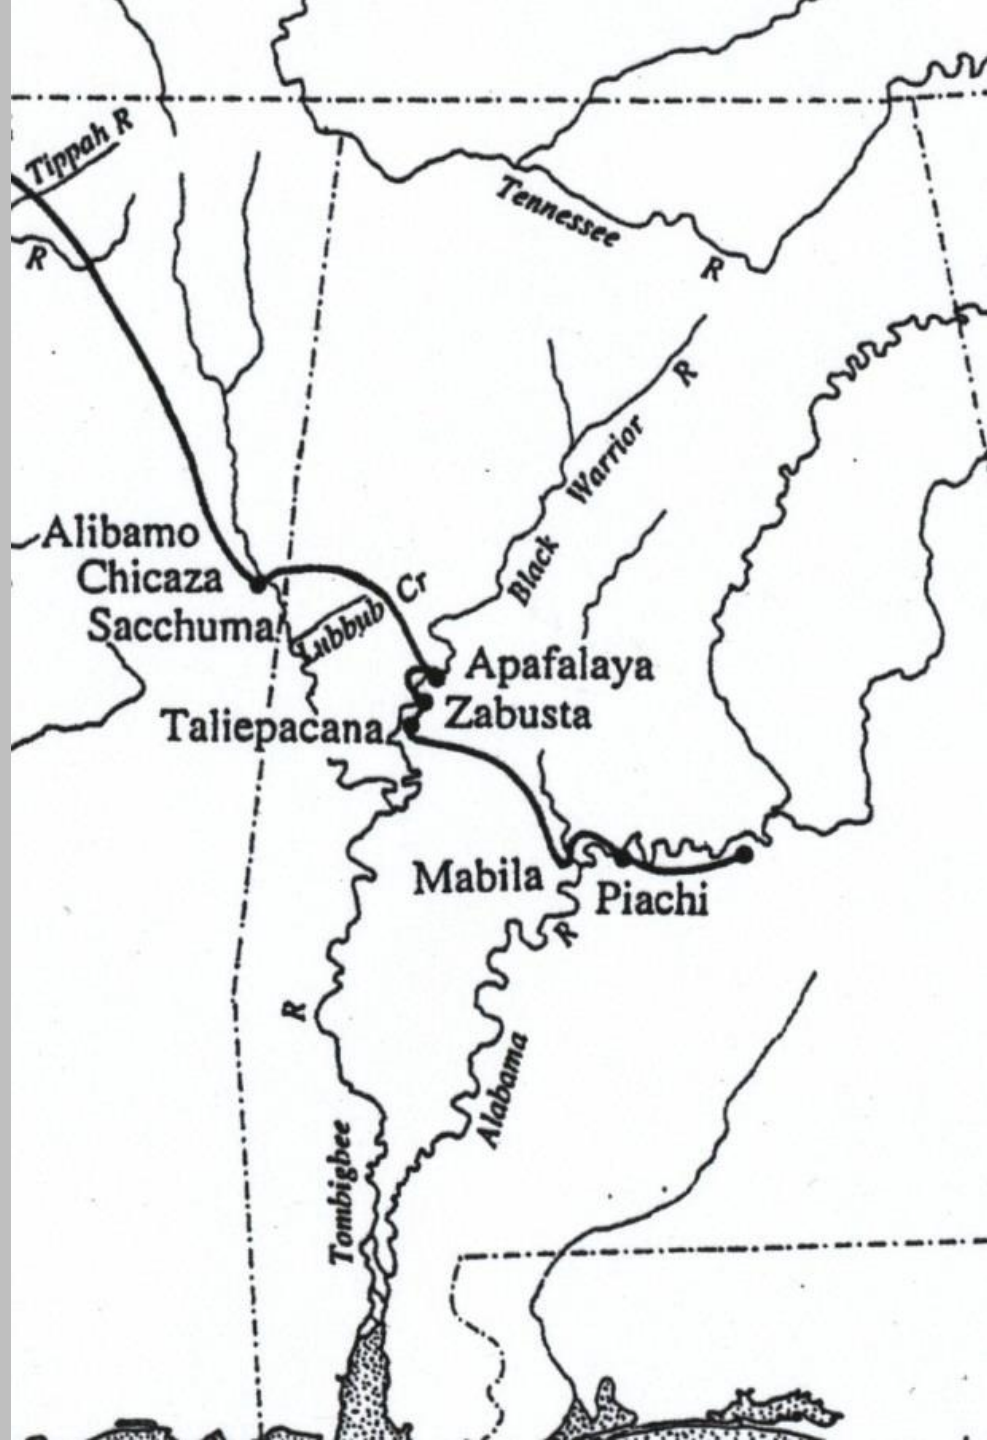 Tippah R
Tennessee
R
R
R
Warrior
Black
Alibamo
Chicaza
Sacchuma
Cr
Lubbub
Apafalaya
Zabusta
Taliepacana
Mabila
Piachi
R
R
Alabama
Tombigbee